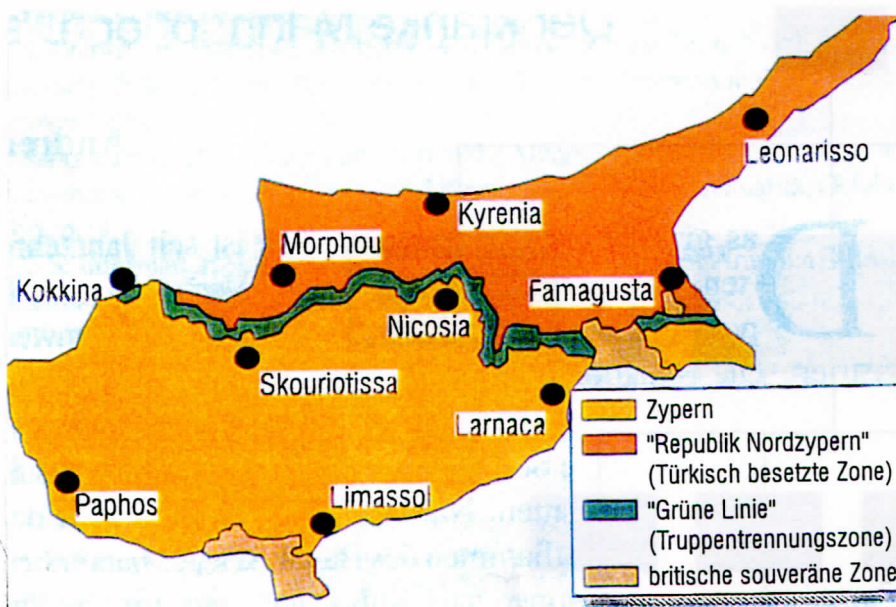 Leonarisso
Kyrenia
Morphou
Kokkina
Famagusta
Nicosia
Skouriotissa
Larnaca
Paphos
Limassol
Zypern
"Republik Nordzypern"
(Türkisch besetzte Zone)
"Grüne Linie"
(Truppentrennungszone)
britische souveräne Zone